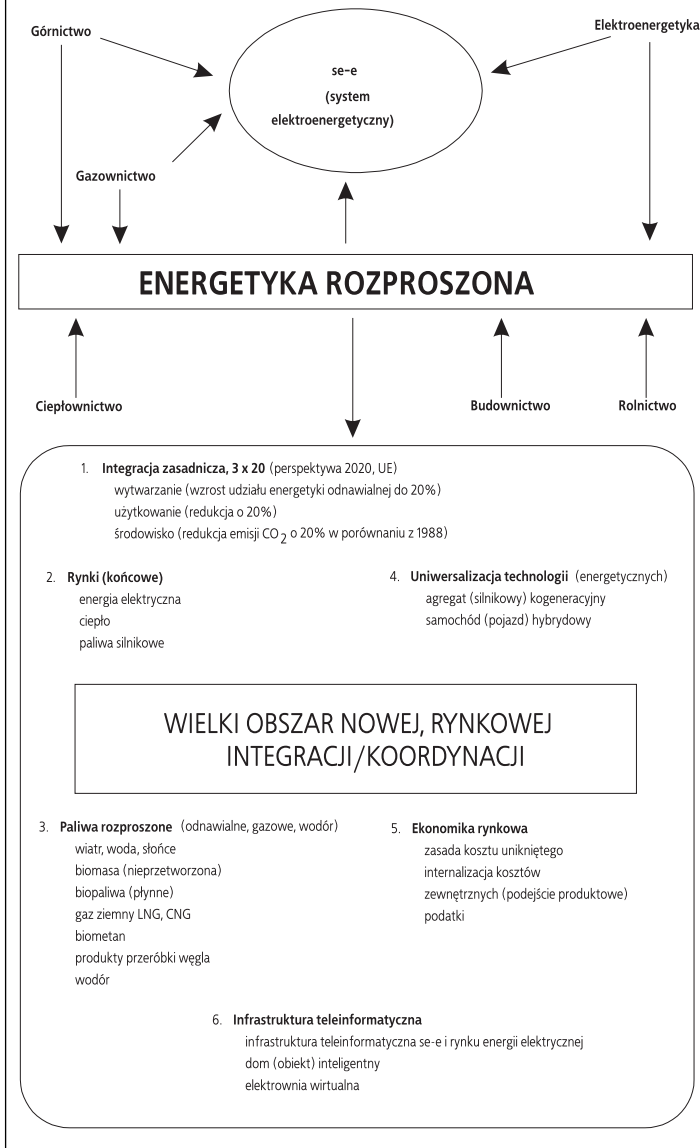 Górnictwo
Elektroenergetyka
se-e
(system
elektroenergetyczny)
Gazownictwo
ENERGETYKA ROZPROSZONA
Ciepłownictwo
Budownictwo
Rolnictwo
1. Integracja zasadnicza, 3 x 20 (perspektywa 2020, UE)
wytwarzanie (wzrost udziału energetyki odnawialnej do 20%)
użytkowanie (redukcja o 20%)
środowisko (redukcja emisji CO2 o 20% w porównaniu z 1988)
2. Rynki (końcowe)
energia elektryczna
ciepło
paliwa silnikowe
4. Uniwersalizacja technologii (energetycznych)
agregat (silnikowy) kogeneracyjny
samochód (pojazd) hybrydowy
WIELKI OBSZAR NOWEJ, RYNKOWEJ
INTEGRACJI/KOORDYNACJI
3. Paliwa rozproszone (odnawialne, gazowe, wodór)
wiatr, woda, słońce
biomasa (nieprzetworzona)
biopaliwa (płynne)
gaz ziemny LNG, CNG
biometan
produkty przeróbki węgla
wodór
5. Ekonomika rynkowa
zasada kosztu unikniętego
internalizacja kosztów
zewnętrznych (podejście produktowe)
podatki
6. Infrastruktura teleinformatyczna
infrastruktura teleinformatyczna se-e i rynku energii elektrycznej
dom (obiekt) inteligentny
elektrownia wirtualna